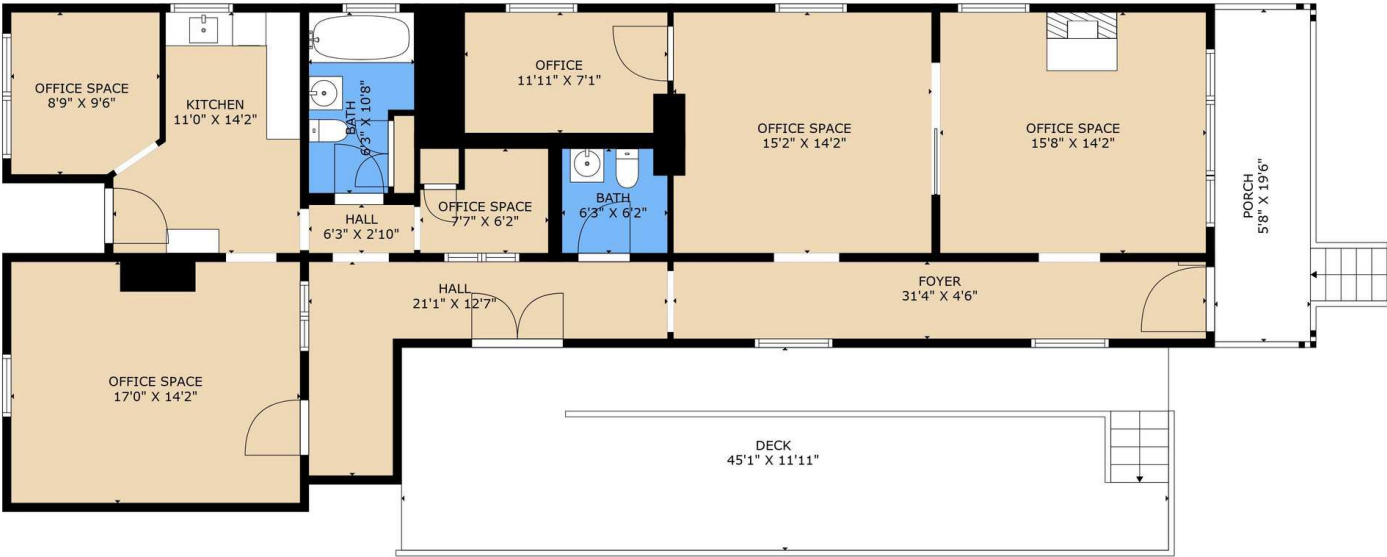 OFFICE SPACE
8'9" X 9'6"
KITCHEN
11'0" X 14'2"
BATH
6'3" X 10'8"
OFFICE
11'11" X 7'1"
OFFICE SPACE
15'2" X 14'2"
OFFICE SPACE
15'8" X 14'2"
PORCH
5'8" X 19'6"
HALL
6'3" X 2'10"
OFFICE SPACE
7'7" X 6'2"
BATH
6'3" X 6'2"
HALL
21'1" X 12'7"
FOYER
31'4" X 4'6"
OFFICE SPACE
17'0" X 14'2"
DECK
45'1" X 11'11"